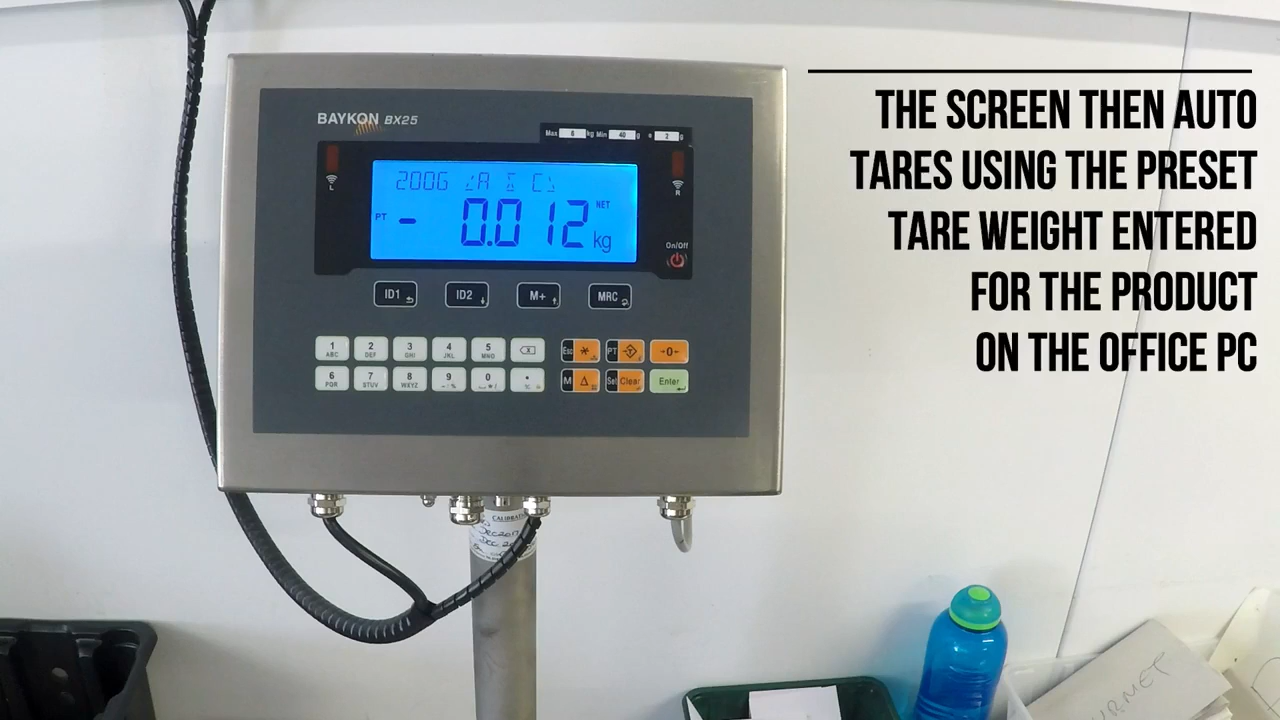 THE SCREEN THEN AUTO
TARES USING THE PRESET
TARE WEIGHT ENTERED
FOR THE PRODUCT
ON THE OFFICE PC
BAYKON BX25
Max 6 kg Min 40 g e 2 g
200G
PT - 0.012 NET kg
L
R
On/Off
ID1 ID2 M+ MRC
1 2 3 4 5
ABC DEF GHI JKL MNO
6 7 8 9 0
PQR STUV WXYZ
Esc PT →0←
M Sel Clear Enter